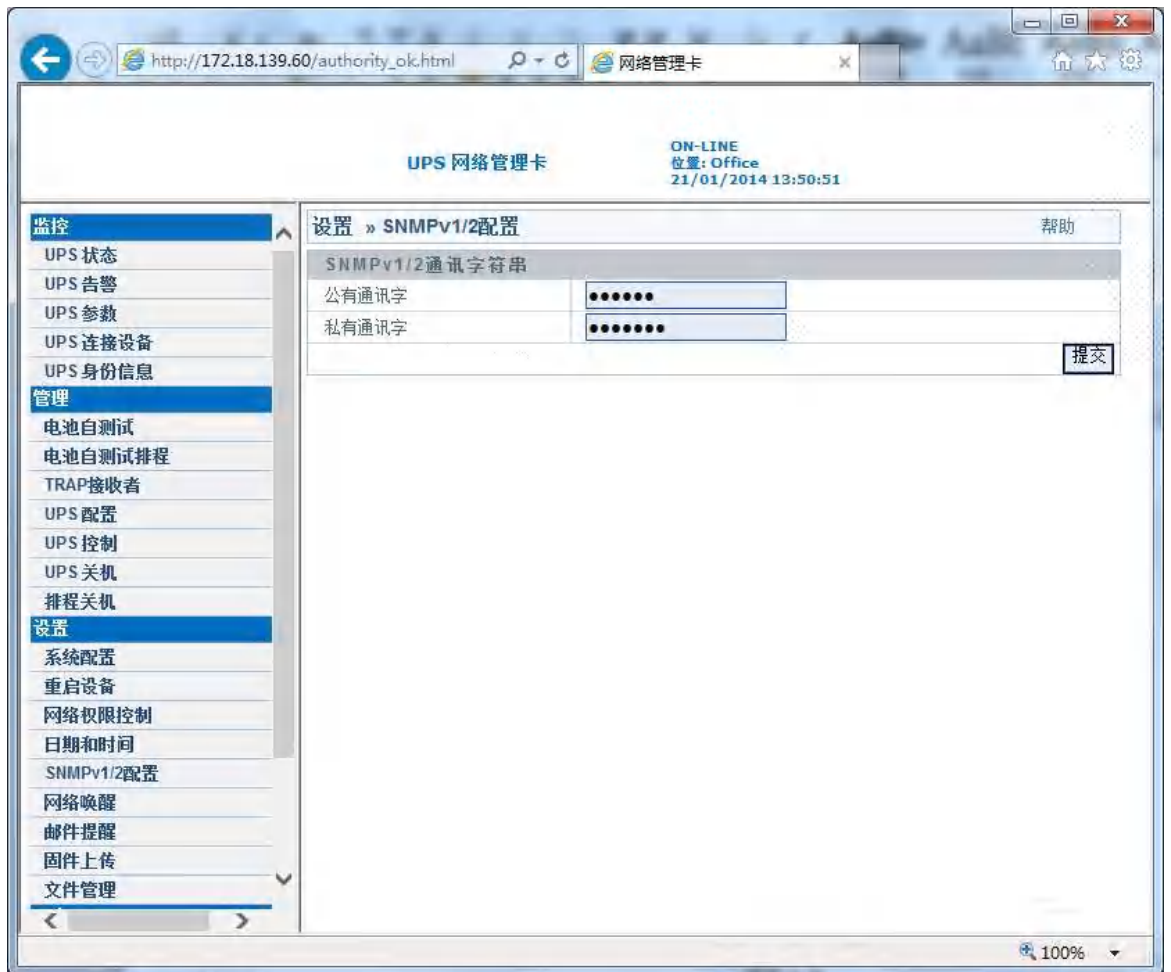 http://172.18.139.60/authority_ok.html
网络管理卡
UPS 网络管理卡
ON-LINE
位置: Office
21/01/2014 13:50:51
监控
UPS 状态
UPS 告警
UPS 参数
UPS 连接设备
UPS 身份信息
管理
电池自测试
电池自测试排程
TRAP接收者
UPS 配置
UPS 控制
UPS 关机
排程关机
设置
系统配置
重启设备
网络权限控制
日期和时间
SNMPv1/2配置
网络唤醒
邮件提醒
固件上传
文件管理
设置 » SNMPv1/2配置
帮助
SNMPv1/2通讯字符串
公有通讯字
••••••
私有通讯字
•••••••
提交
100%